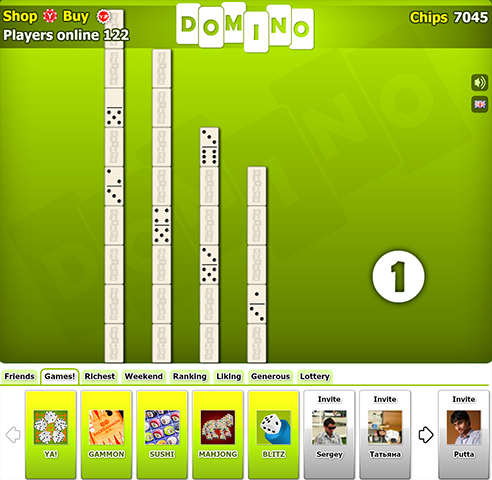 Shop Buy
Players online 122
DOMINO
Chips 7045
1
Friends Games! Richest Weekend Ranking Liking Generous Lottery
YA!
GAMMON
SUSHI
MAHJONG
BLITZ
Invite
Sergey
Invite
Татьяна
Invite
Putta